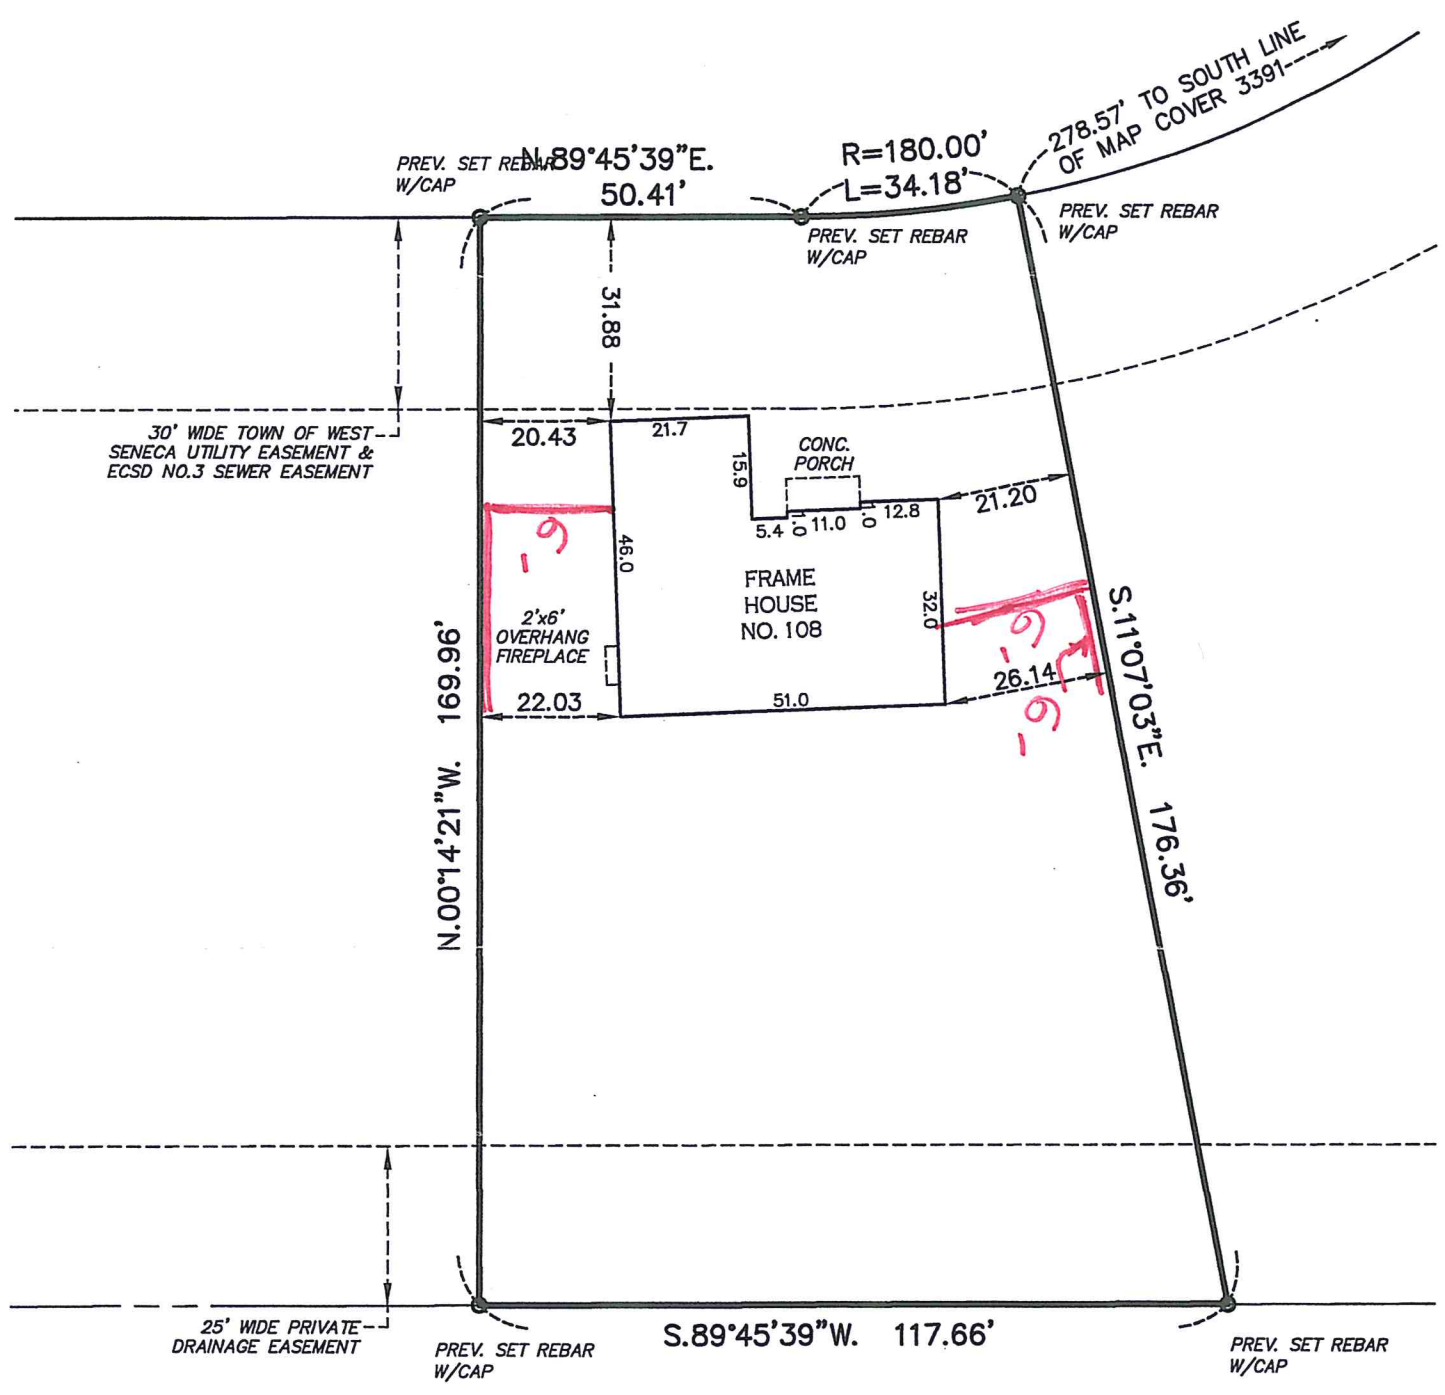 278.57' TO SOUTH LINE
OF MAP COVER 3391
PREV. SET REBAR
W/CAP
N.89°45'39"E.
50.41'
R=180.00'
L=34.18'
PREV. SET REBAR
W/CAP
PREV. SET REBAR
W/CAP
31.88
30' WIDE TOWN OF WEST
SENECA UTILITY EASEMENT &
ECSD NO.3 SEWER EASEMENT
20.43
21.7
15.9
CONC.
PORCH
5.4
1.0
11.0
1.0
12.8
21.20
6'
46.0
FRAME
HOUSE
NO. 108
32.0
2'x6'
OVERHANG
FIREPLACE
6'
26.14
6'
22.03
51.0
N.00°14'21"W. 169.96'
S.11°07'03"E. 176.36'
25' WIDE PRIVATE
DRAINAGE EASEMENT
PREV. SET REBAR
W/CAP
S.89°45'39"W. 117.66'
PREV. SET REBAR
W/CAP